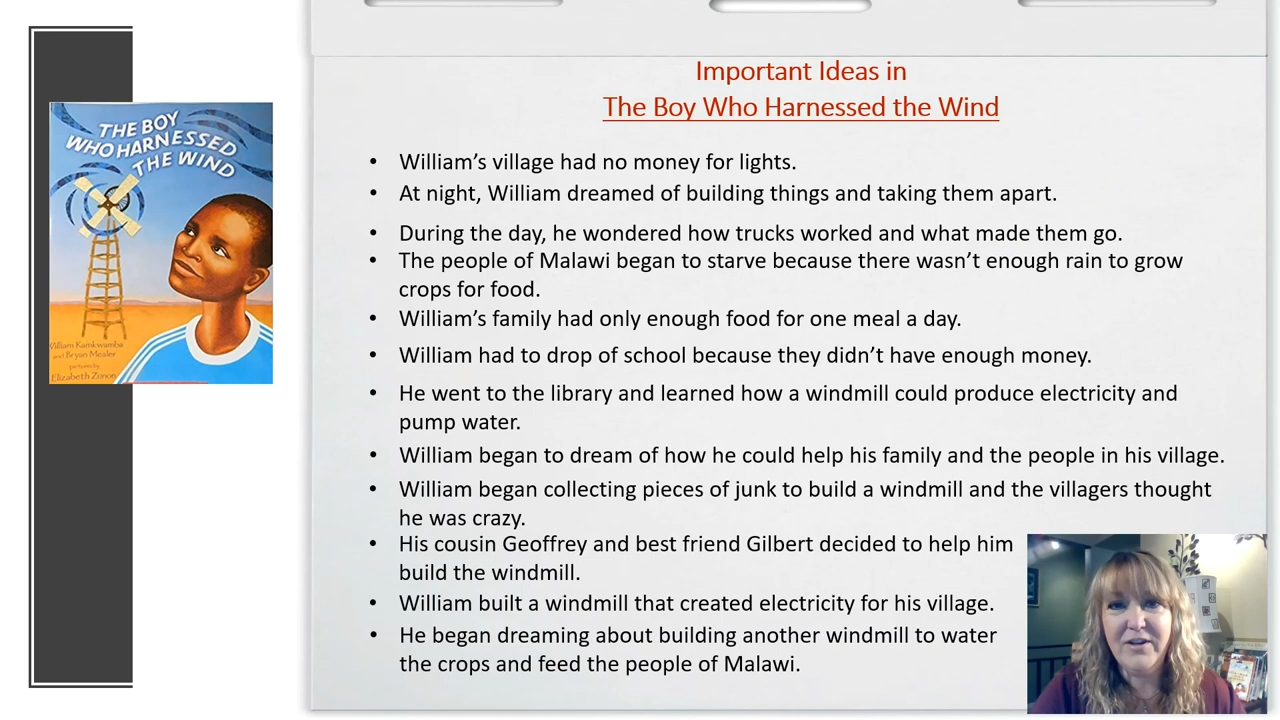 THE BOY
WHO HARNESSED
THE WIND
William Kamkwamba
and Bryan Mealer
pictures by
Elizabeth Zunon
Important Ideas in
The Boy Who Harnessed the Wind
• William’s village had no money for lights.
• At night, William dreamed of building things and taking them apart.
• During the day, he wondered how trucks worked and what made them go.
• The people of Malawi began to starve because there wasn’t enough rain to grow
crops for food.
• William’s family had only enough food for one meal a day.
• William had to drop of school because they didn’t have enough money.
• He went to the library and learned how a windmill could produce electricity and
pump water.
• William began to dream of how he could help his family and the people in his village.
• William began collecting pieces of junk to build a windmill and the villagers thought
he was crazy.
• His cousin Geoffrey and best friend Gilbert decided to help him
build the windmill.
• William built a windmill that created electricity for his village.
• He began dreaming about building another windmill to water
the crops and feed the people of Malawi.